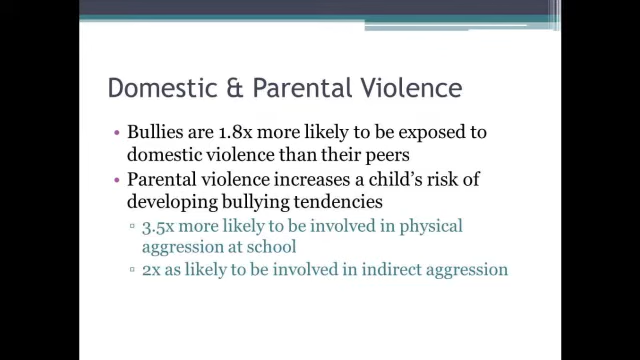 Domestic & Parental Violence
• Bullies are 1.8x more likely to be exposed to
domestic violence than their peers
• Parental violence increases a child's risk of
developing bullying tendencies
▫ 3.5x more likely to be involved in physical
aggression at school
▫ 2x as likely to be involved in indirect aggression